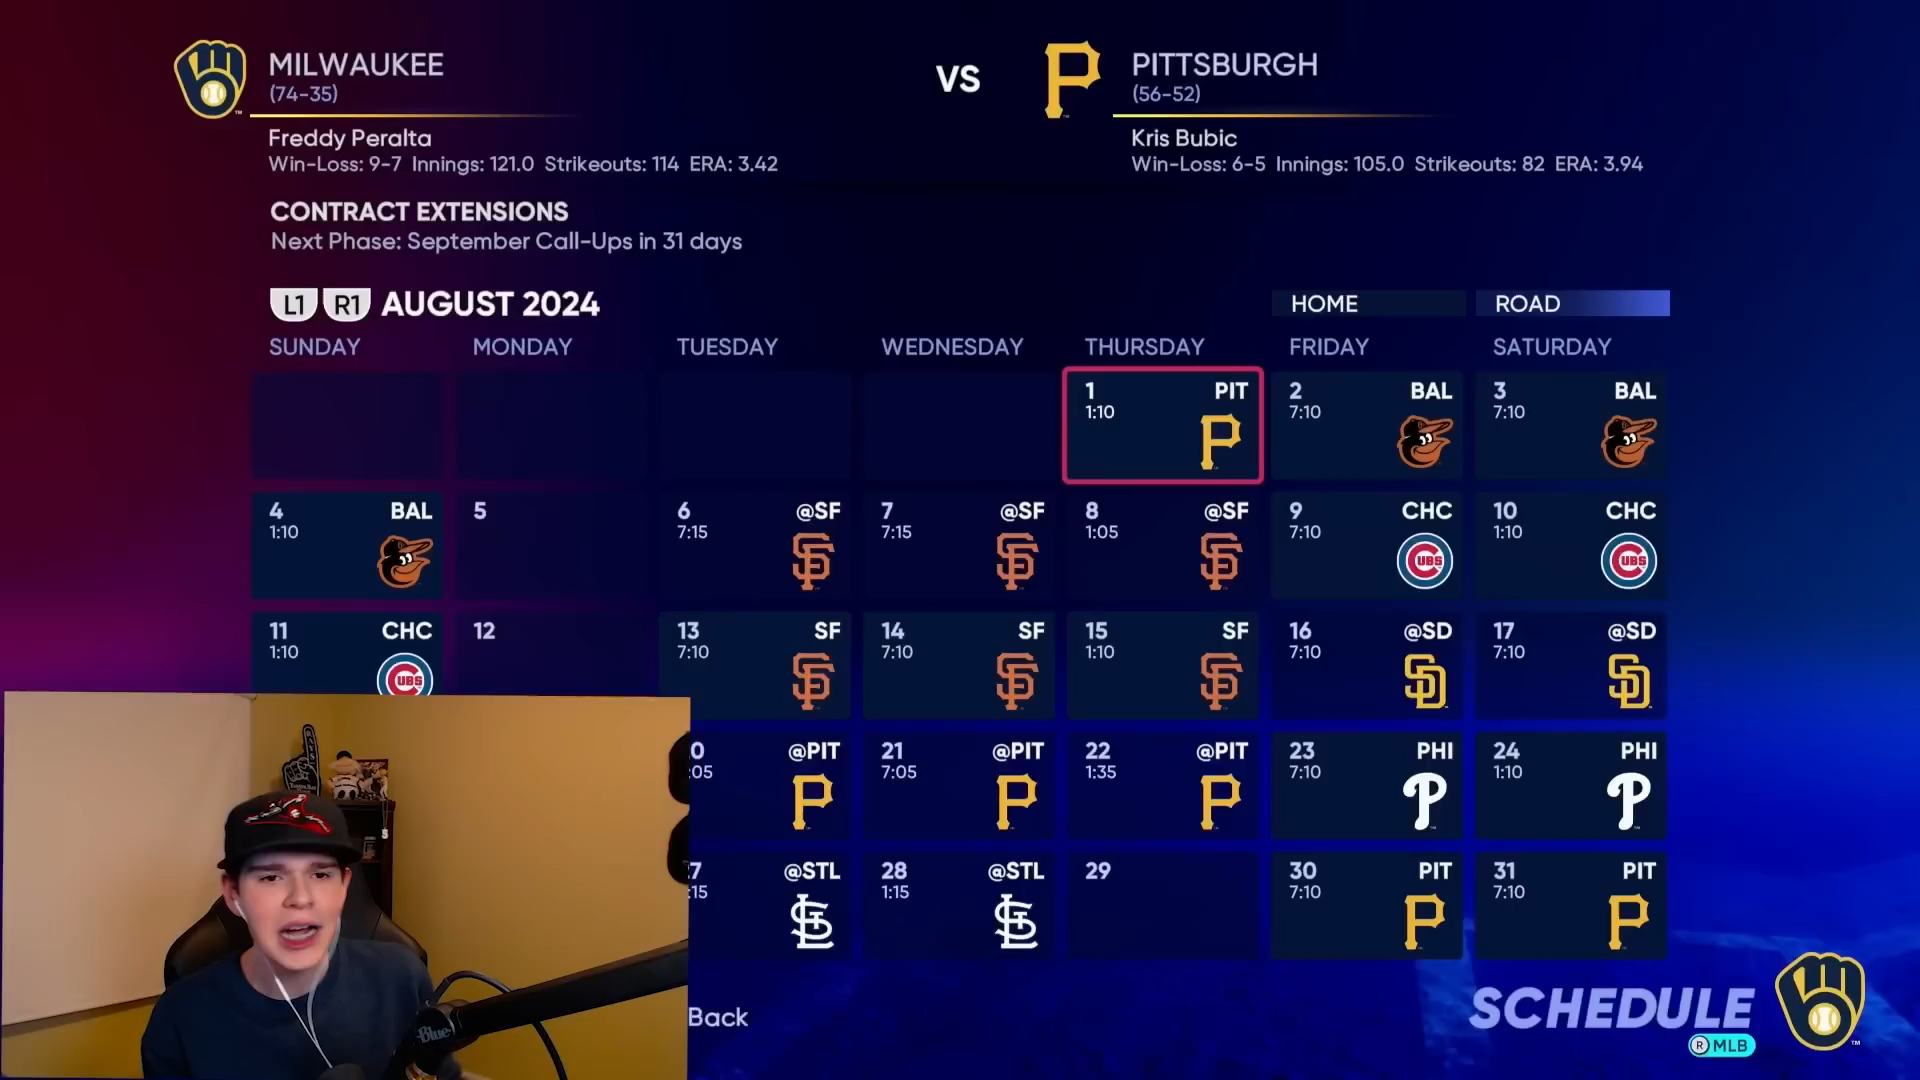 MILWAUKEE
(74-35)
VS
PITTSBURGH
(56-52)
Freddy Peralta
Win-Loss: 9-7 Innings: 121.0 Strikeouts: 114 ERA: 3.42
Kris Bubic
Win-Loss: 6-5 Innings: 105.0 Strikeouts: 82 ERA: 3.94
CONTRACT EXTENSIONS
Next Phase: September Call-Ups in 31 days
L1 R1 AUGUST 2024
HOME ROAD
SUNDAY MONDAY TUESDAY WEDNESDAY THURSDAY FRIDAY SATURDAY
1 PIT 2 BAL 3 BAL
1:10 7:10 7:10
4 BAL 5 6 @SF 7 @SF 8 @SF 9 CHC 10 CHC
1:10 7:15 7:15 1:05 7:10 1:10
11 CHC 12 13 SF 14 SF 15 SF 16 @SD 17 @SD
1:10 7:10 7:10 1:10 7:10 7:10
0 @PIT 21 @PIT 22 @PIT 23 PHI 24 PHI
:05 7:05 1:35 7:10 1:10
7 @STL 28 @STL 29 30 PIT 31 PIT
:15 1:15 7:10 7:10
Back
SCHEDULE
R MLB
Blue